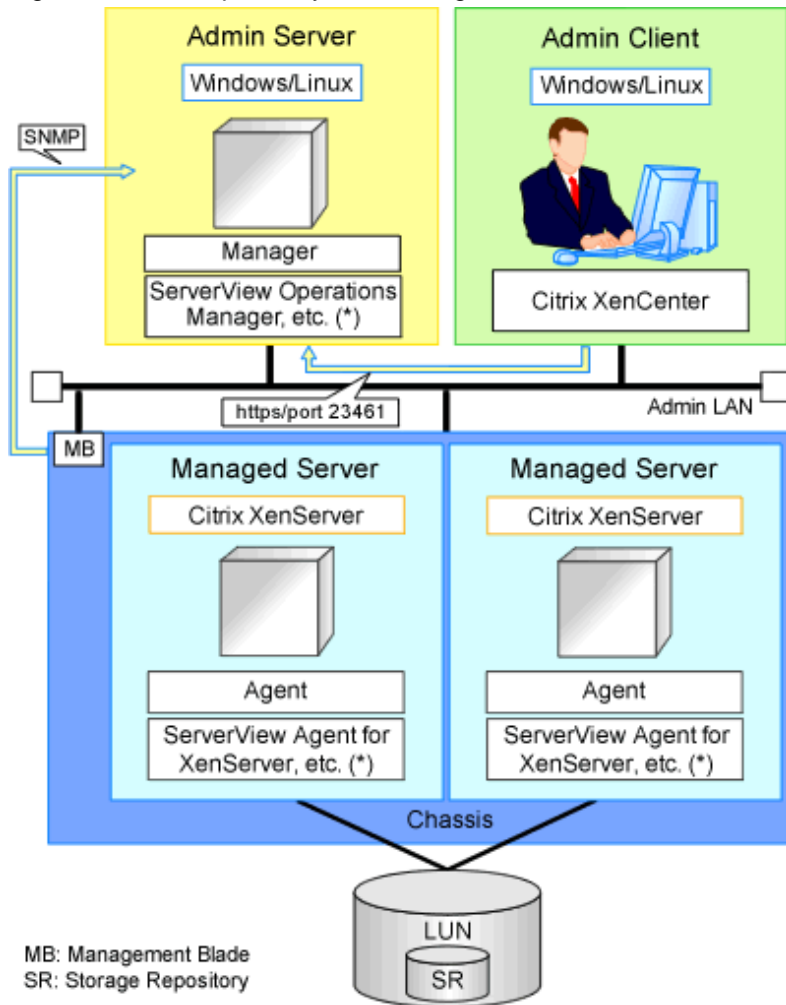 Admin Server
Windows/Linux
SNMP
Manager
ServerView Operations
Manager, etc. (*)
Admin Client
Windows/Linux
Citrix XenCenter
https/port 23461
Admin LAN
MB
Managed Server
Citrix XenServer
Agent
ServerView Agent for
XenServer, etc. (*)
Managed Server
Citrix XenServer
Agent
ServerView Agent for
XenServer, etc. (*)
Chassis
LUN
SR
MB: Management Blade
SR: Storage Repository